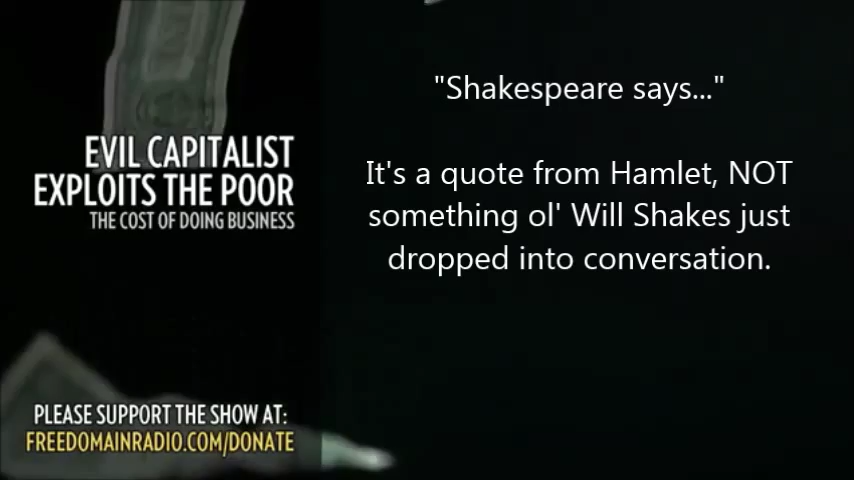 EVIL CAPITALIST
EXPLOITS THE POOR
THE COST OF DOING BUSINESS
PLEASE SUPPORT THE SHOW AT:
FREEDOMAINRADIO.COM/DONATE
"Shakespeare says..."
It's a quote from Hamlet, NOT
something ol' Will Shakes just
dropped into conversation.